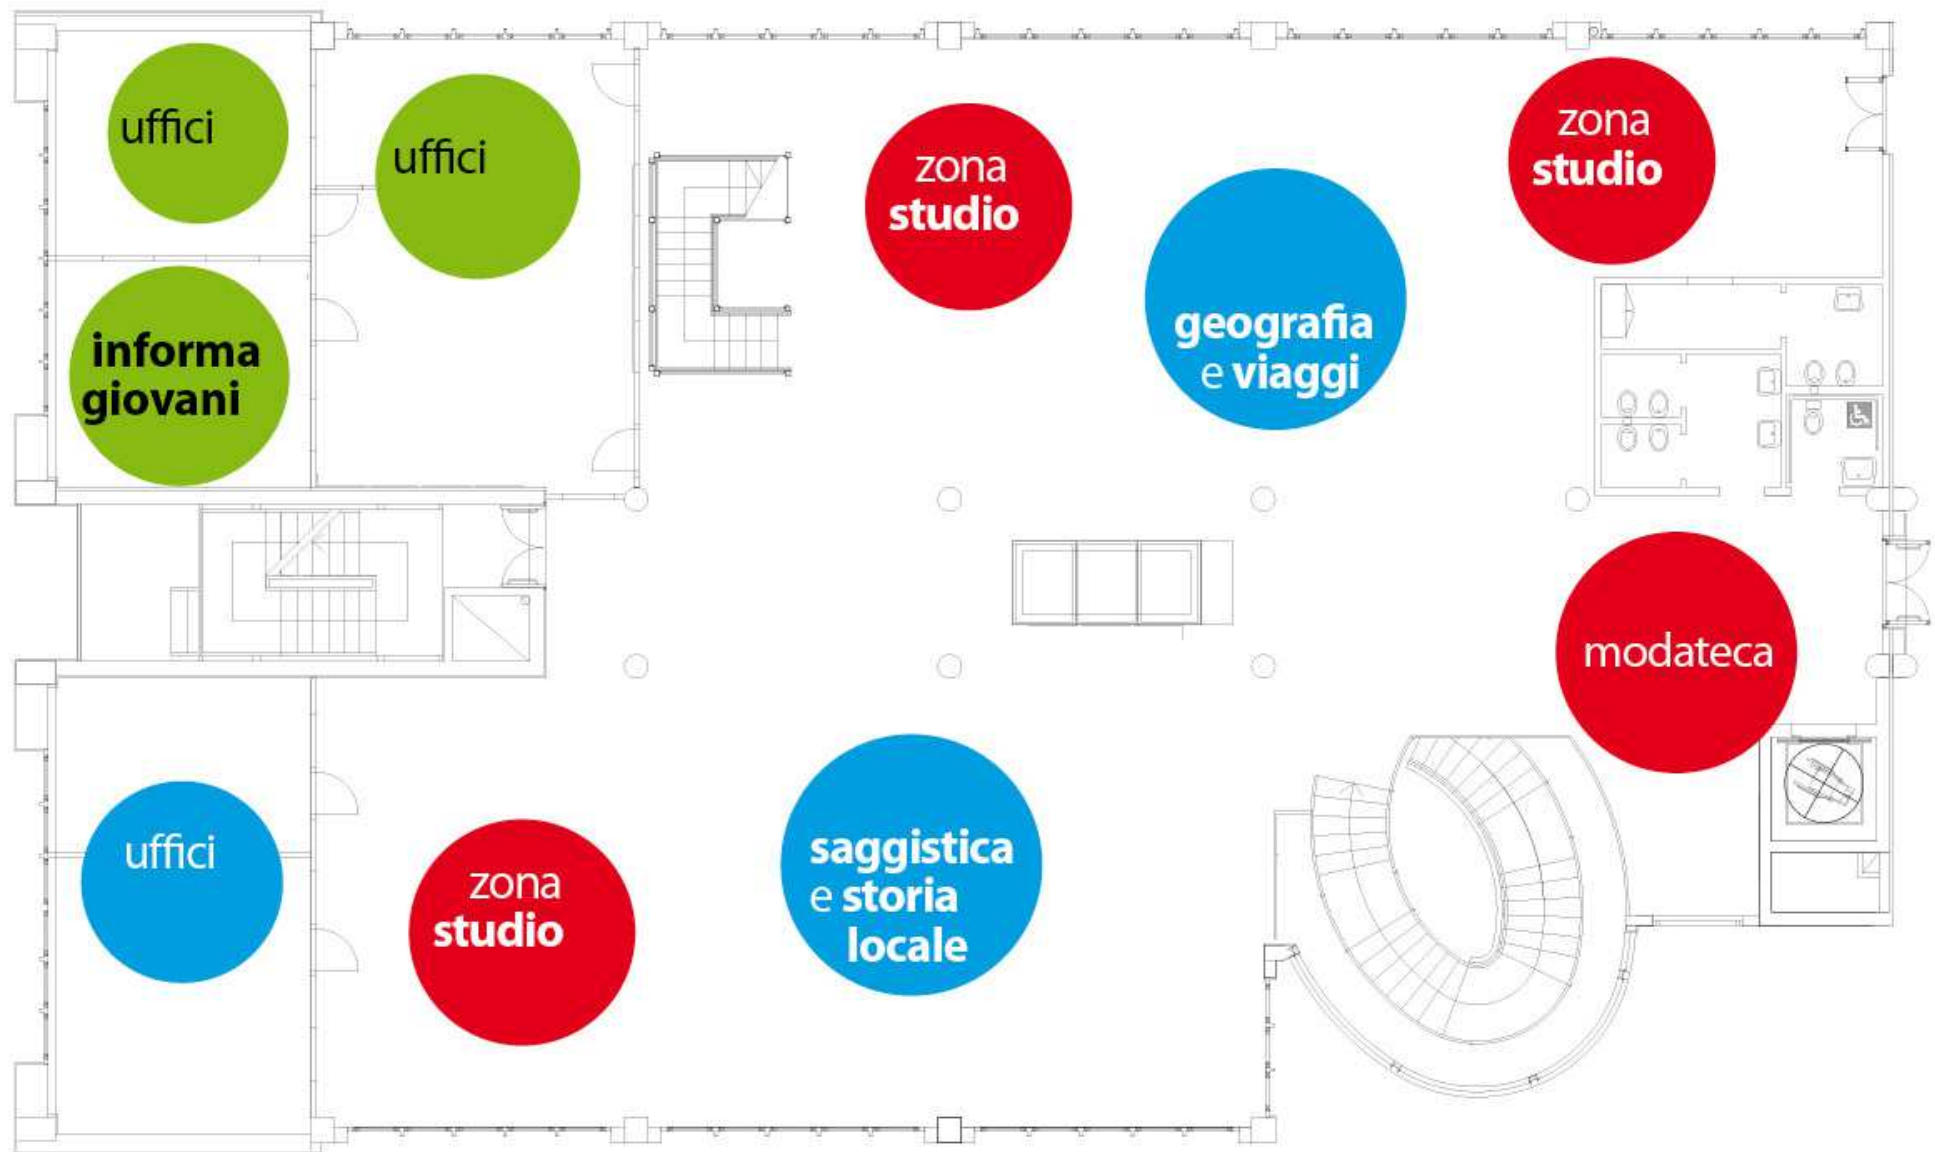 uffici
uffici
zona
studio
zona
studio
geografia
e viaggi
informa
giovani
modateca
uffici
zona
studio
saggistica
e storia
locale